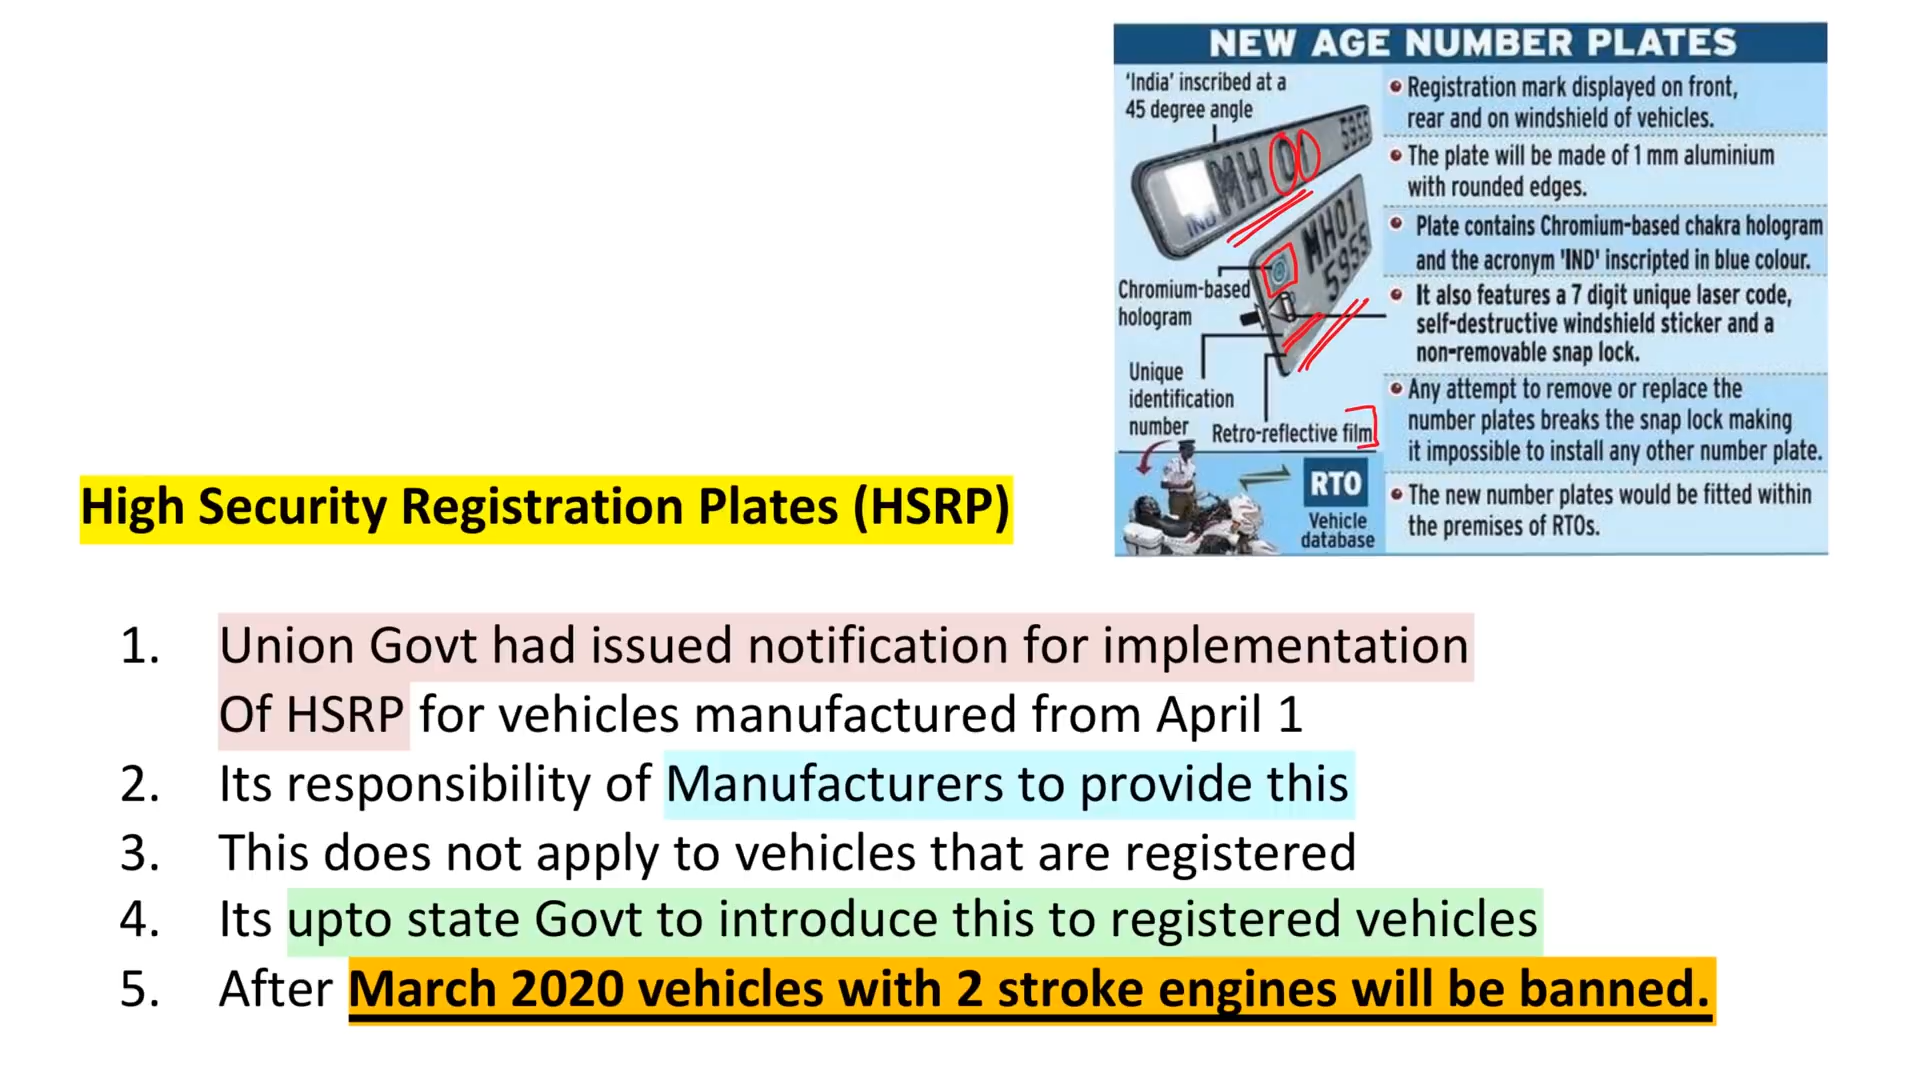 NEW AGE NUMBER PLATES
'India' inscribed at a
45 degree angle
MH 01 5955
IND
MH01
5955
Chromium-based
hologram
Unique
identification
number
Retro-reflective film
RTO
Vehicle
database
• Registration mark displayed on front,
rear and on windshield of vehicles.
• The plate will be made of 1 mm aluminium
with rounded edges.
• Plate contains Chromium-based chakra hologram
and the acronym 'IND' inscripted in blue colour.
• It also features a 7 digit unique laser code,
self-destructive windshield sticker and a
non-removable snap lock.
• Any attempt to remove or replace the
number plates breaks the snap lock making
it impossible to install any other number plate.
• The new number plates would be fitted within
the premises of RTOs.
High Security Registration Plates (HSRP)
1. Union Govt had issued notification for implementation
Of HSRP for vehicles manufactured from April 1
2. Its responsibility of Manufacturers to provide this
3. This does not apply to vehicles that are registered
4. Its upto state Govt to introduce this to registered vehicles
5. After March 2020 vehicles with 2 stroke engines will be banned.